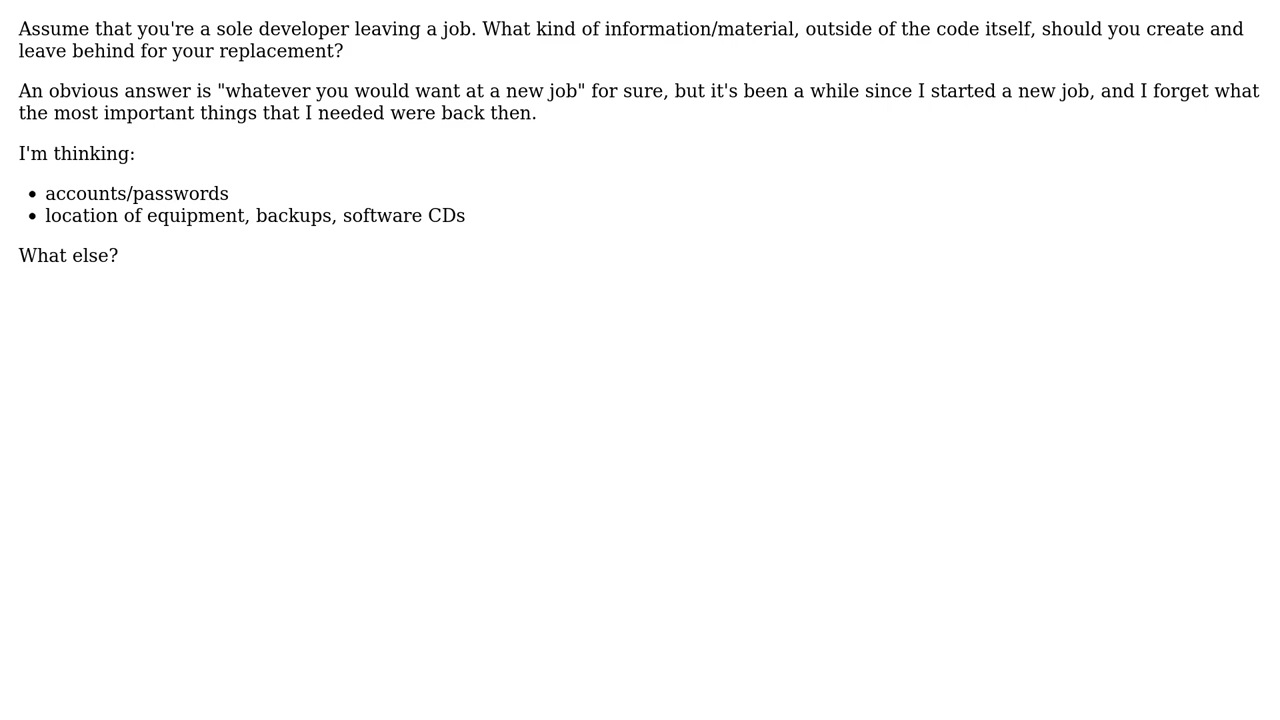 Assume that you're a sole developer leaving a job. What kind of information/material, outside of the code itself, should you create and
leave behind for your replacement?
An obvious answer is "whatever you would want at a new job" for sure, but it's been a while since I started a new job, and I forget what
the most important things that I needed were back then.
I'm thinking:
• accounts/passwords
• location of equipment, backups, software CDs
What else?